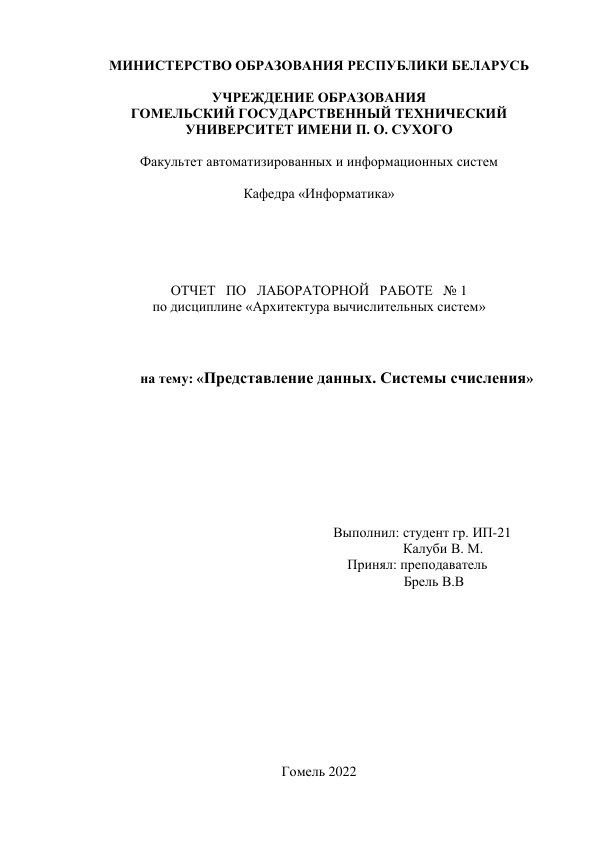 МИНИСТЕРСТВО ОБРАЗОВАНИЯ РЕСПУБЛИКИ БЕЛАРУСЬ
УЧРЕЖДЕНИЕ ОБРАЗОВАНИЯ
ГОМЕЛЬСКИЙ ГОСУДАРСТВЕННЫЙ ТЕХНИЧЕСКИЙ
УНИВЕРСИТЕТ ИМЕНИ П. О. СУХОГО
Факультет автоматизированных и информационных систем
Кафедра «Информатика»
ОТЧЕТ ПО ЛАБОРАТОРНОЙ РАБОТЕ № 1
по дисциплине «Архитектура вычислительных систем»
на тему: «Представление данных. Системы счисления»
Выполнил: студент гр. ИП-21
Калуби В. М.
Принял: преподаватель
Брель В.В
Гомель 2022